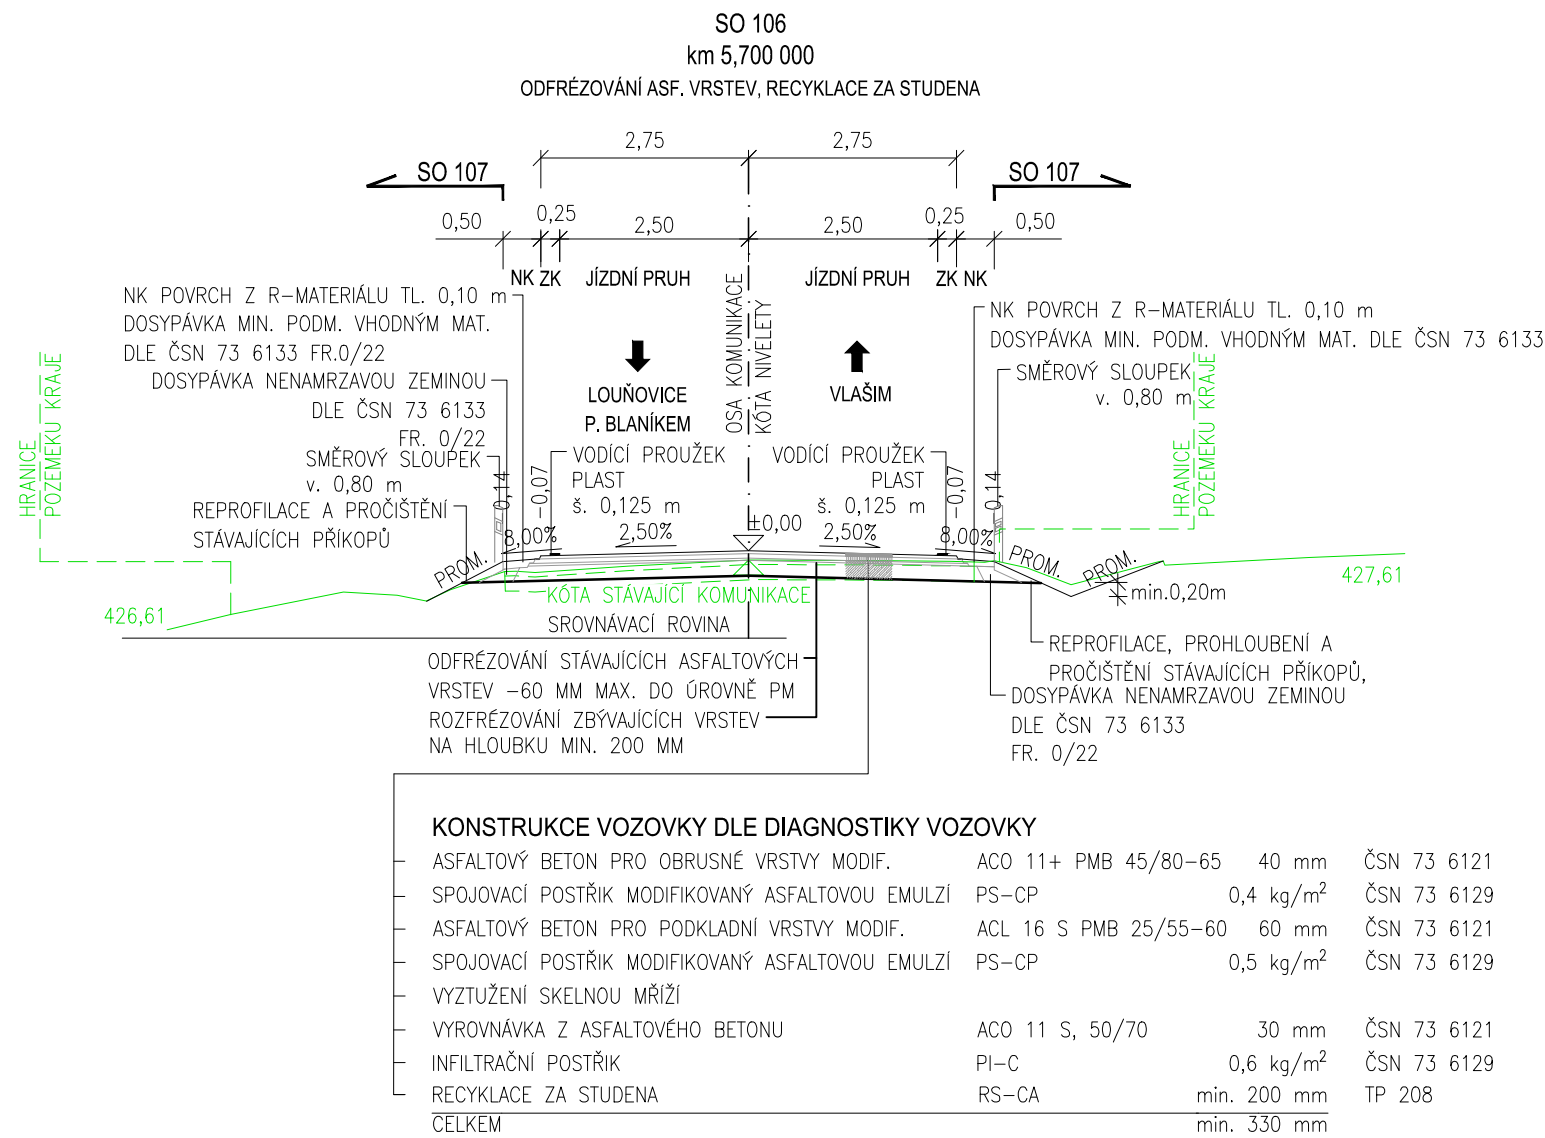 SO 106
km 5,700 000
ODFRÉZOVÁNÍ ASF. VRSTEV, RECYKLACE ZA STUDENA
2,75 2,75
SO 107 SO 107
0,50 0,25 2,50 2,50 0,25 0,50
NK ZK JÍZDNÍ PRUH JÍZDNÍ PRUH ZK NK
OSA KOMUNIKACE
KÓTA NIVELETY
NK POVRCH Z R-MATERIÁLU TL. 0,10 m
DOSYPÁVKA MIN. PODM. VHODNÝM MAT.
DLE ČSN 73 6133 FR.0/22
DOSYPÁVKA NENAMRZAVOU ZEMINOU
DLE ČSN 73 6133
FR. 0/22
SMĚROVÝ SLOUPEK
v. 0,80 m
REPROFILACE A PROČIŠTĚNÍ
STÁVAJÍCÍCH PŘÍKOPŮ
HRANICE
POZEMEKU KRAJE
LOUŇOVICE
P. BLANÍKEM
VLAŠIM
NK POVRCH Z R-MATERIÁLU TL. 0,10 m
DOSYPÁVKA MIN. PODM. VHODNÝM MAT. DLE ČSN 73 6133
SMĚROVÝ SLOUPEK
v. 0,80 m
HRANICE
POZEMEKU KRAJE
VODÍCÍ PROUŽEK
PLAST
š. 0,125 m
VODÍCÍ PROUŽEK
PLAST
š. 0,125 m
-0,14 -0,07 -0,07 -0,14
±0,00
8,00% 2,50% 2,50% 8,00%
PROM. PROM. PROM.
min.0,20m
426,61
427,61
KÓTA STÁVAJÍCÍ KOMUNIKACE
SROVNÁVACÍ ROVINA
ODFRÉZOVÁNÍ STÁVAJÍCÍCH ASFALTOVÝCH
VRSTEV -60 MM MAX. DO ÚROVNĚ PM
ROZFRÉZOVÁNÍ ZBÝVAJÍCÍCH VRSTEV
NA HLOUBKU MIN. 200 MM
REPROFILACE, PROHLOUBENÍ A
PROČIŠTĚNÍ STÁVAJÍCÍCH PŘÍKOPŮ,
DOSYPÁVKA NENAMRZAVOU ZEMINOU
DLE ČSN 73 6133
FR. 0/22
KONSTRUKCE VOZOVKY DLE DIAGNOSTIKY VOZOVKY
ASFALTOVÝ BETON PRO OBRUSNÉ VRSTVY MODIF. ACO 11+ PMB 45/80-65 40 mm ČSN 73 6121
SPOJOVACÍ POSTŘIK MODIFIKOVANÝ ASFALTOVOU EMULZÍ PS-CP 0,4 kg/m² ČSN 73 6129
ASFALTOVÝ BETON PRO PODKLADNÍ VRSTVY MODIF. ACL 16 S PMB 25/55-60 60 mm ČSN 73 6121
SPOJOVACÍ POSTŘIK MODIFIKOVANÝ ASFALTOVOU EMULZÍ PS-CP 0,5 kg/m² ČSN 73 6129
VYZTUŽENÍ SKELNOU MŘÍŽÍ
VYROVNÁVKA Z ASFALTOVÉHO BETONU ACO 11 S, 50/70 30 mm ČSN 73 6121
INFILTRAČNÍ POSTŘIK PI-C 0,6 kg/m² ČSN 73 6129
RECYKLACE ZA STUDENA RS-CA min. 200 mm TP 208
CELKEM min. 330 mm